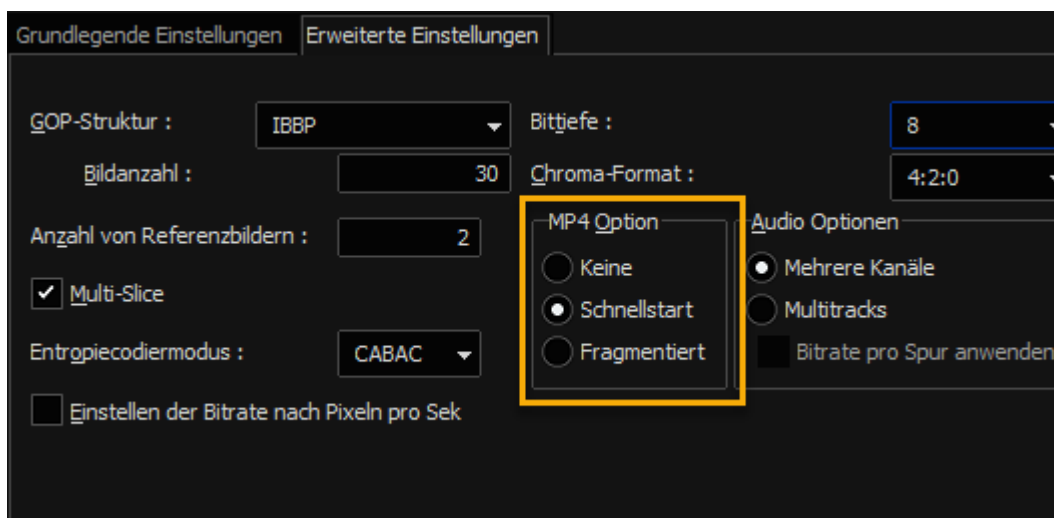 Grundlegende Einstellungen
Erweiterte Einstellungen
GOP-Struktur :
IBBP
Bildanzahl :
30
Anzahl von Referenzbildern :
2
Multi-Slice
Entropiecodiermodus :
CABAC
Einstellen der Bitrate nach Pixeln pro Sek
Bittiefe :
8
Chroma-Format :
4:2:0
MP4 Option
Keine
Schnellstart
Fragmentiert
Audio Optionen
Mehrere Kanäle
Multitracks
Bitrate pro Spur anwenden